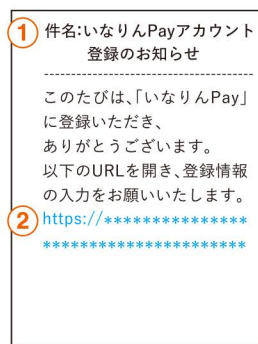 ① 件名:いなりんPayアカウント
登録のお知らせ
このたびは、「いなりんPay」
に登録いただき、
ありがとうございます。
以下のURLを開き、登録情報
の入力をお願いいたします。
② https://***************
**********************